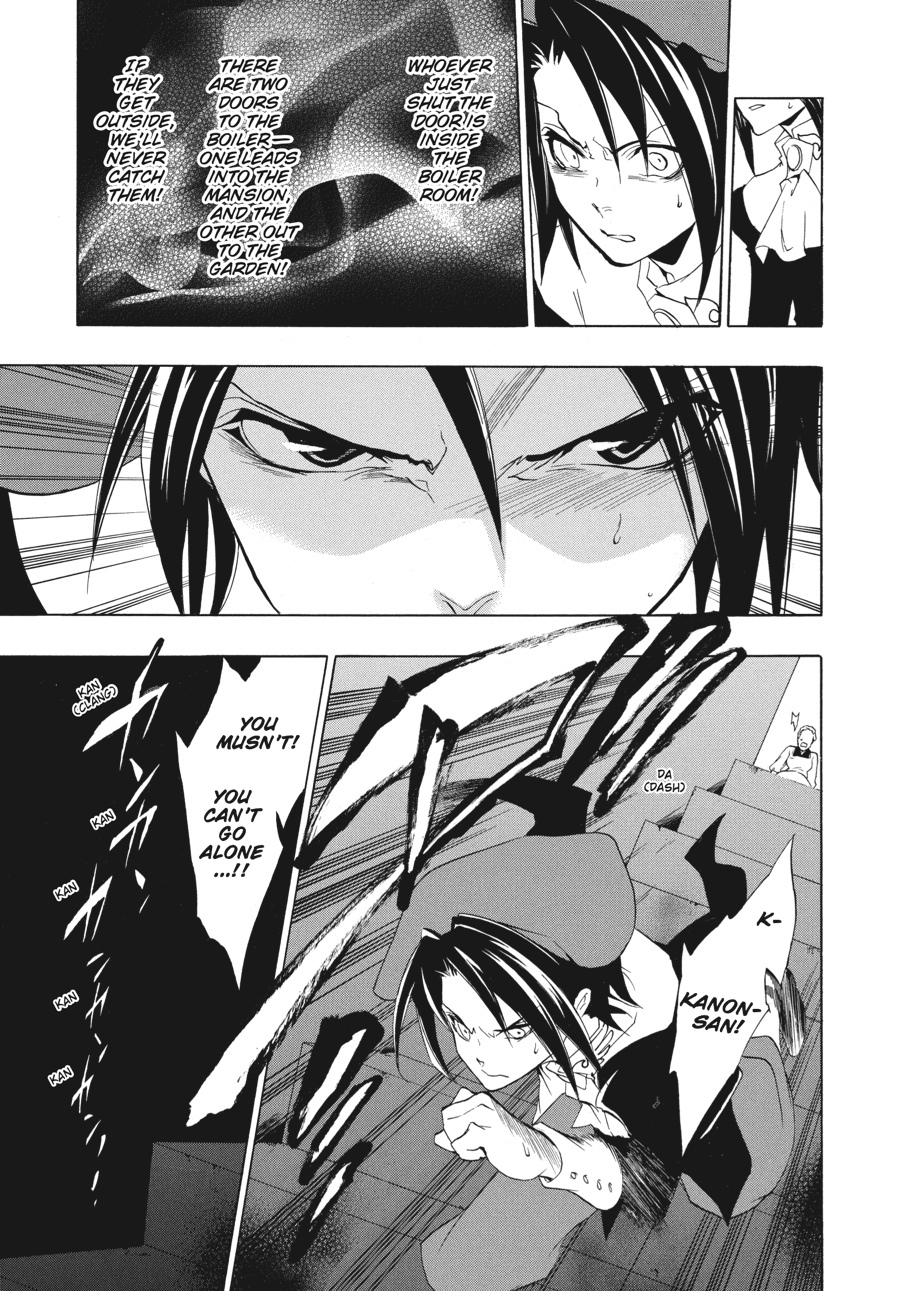 WHOEVER
JUST
SHUT THE
DOOR IS
INSIDE
THE
BOILER
ROOM!
THERE
ARE TWO
DOORS
TO THE
BOILER—
ONE LEADS
INTO THE
MANSION,
AND THE
OTHER OUT
TO THE
GARDEN!
IF
THEY
GET
OUTSIDE,
WE'LL
NEVER
CATCH
THEM!
DA
(DASH)
K-
KANON-
SAN!
YOU
MUSN'T!
YOU
CAN'T
GO
ALONE
...!!
KAN
(CLANG)
KAN
KAN
KAN
KAN